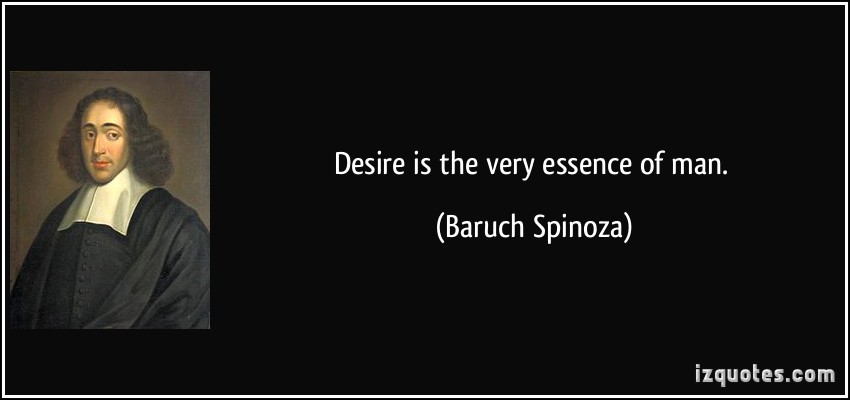 Desire is the very essence of man.
(Baruch Spinoza)
izquotes.com